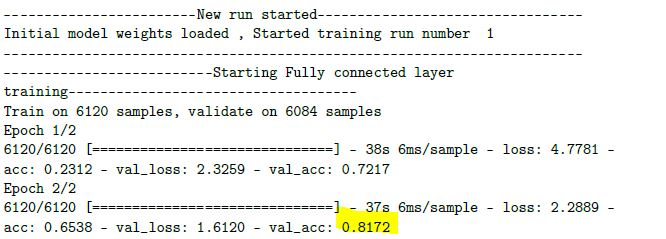 -----------------------New run started-------------------------------
Initial model weights loaded , Started training run number  1
--------------------------------------------------------------------
-------------------------Starting Fully connected layer
training----------------------------------
Train on 6120 samples, validate on 6084 samples
Epoch 1/2
6120/6120 [==============================] - 38s 6ms/sample - loss: 4.7781 -
acc: 0.2312 - val_loss: 2.3259 - val_acc: 0.7217
Epoch 2/2
6120/6120 [==============================] - 37s 6ms/sample - loss: 2.2889 -
acc: 0.6538 - val_loss: 1.6120 - val_acc: 0.8172